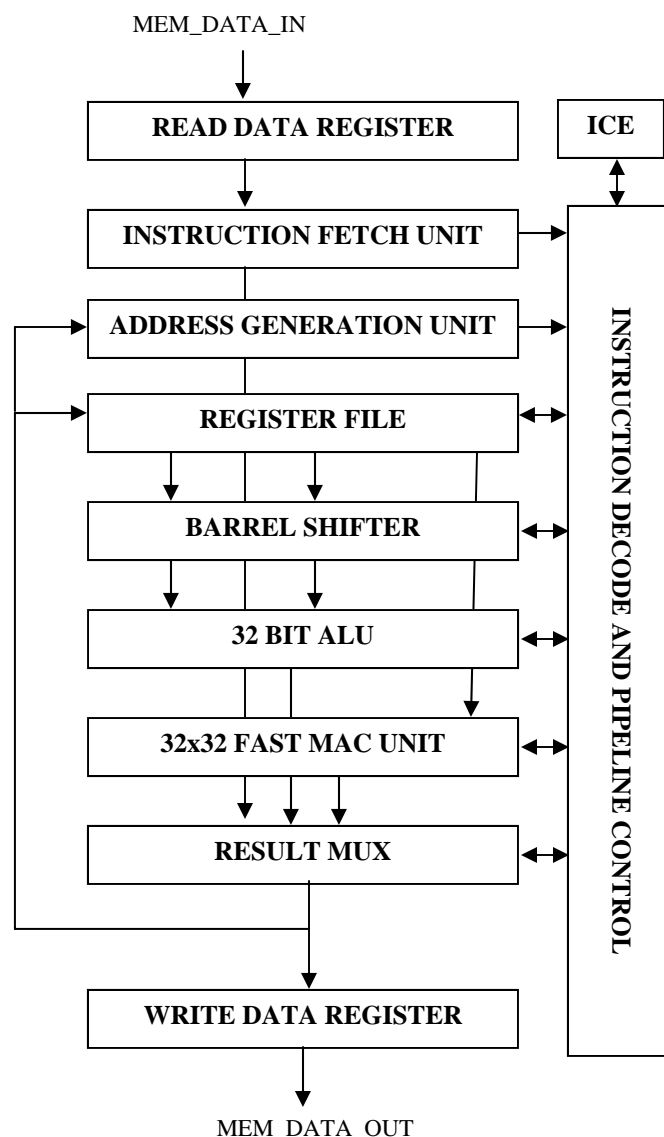 MEM_DATA_IN
READ DATA REGISTER
ICE
INSTRUCTION FETCH UNIT
ADDRESS GENERATION UNIT
REGISTER FILE
BARREL SHIFTER
32 BIT ALU
32x32 FAST MAC UNIT
RESULT MUX
WRITE DATA REGISTER
MEM_DATA_OUT
INSTRUCTION DECODE AND PIPELINE CONTROL